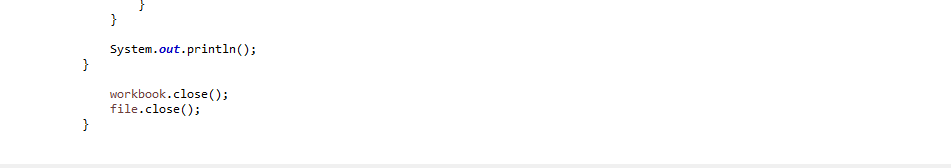 }
}
System.out.println();
}
workbook.close();
file.close();
}